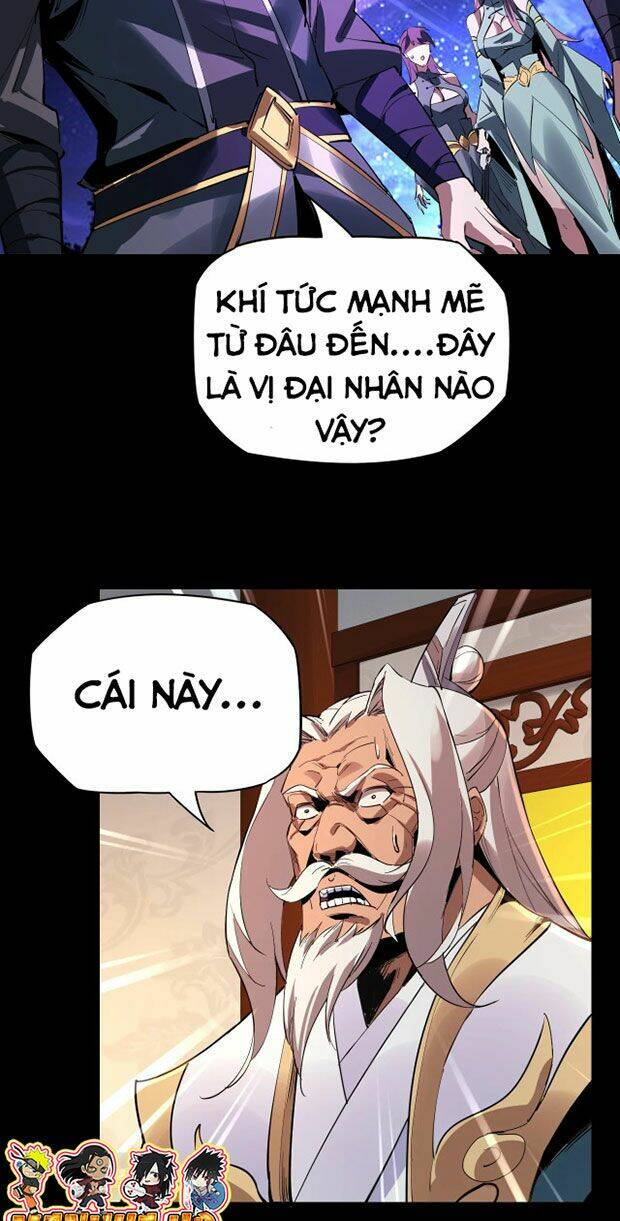 KHÍ TỨC MẠNH MẼ
TỪ ĐÂU ĐẾN....ĐÂY
LÀ VỊ ĐẠI NHÂN NÀO
VẬY?
CÁI NÀY...